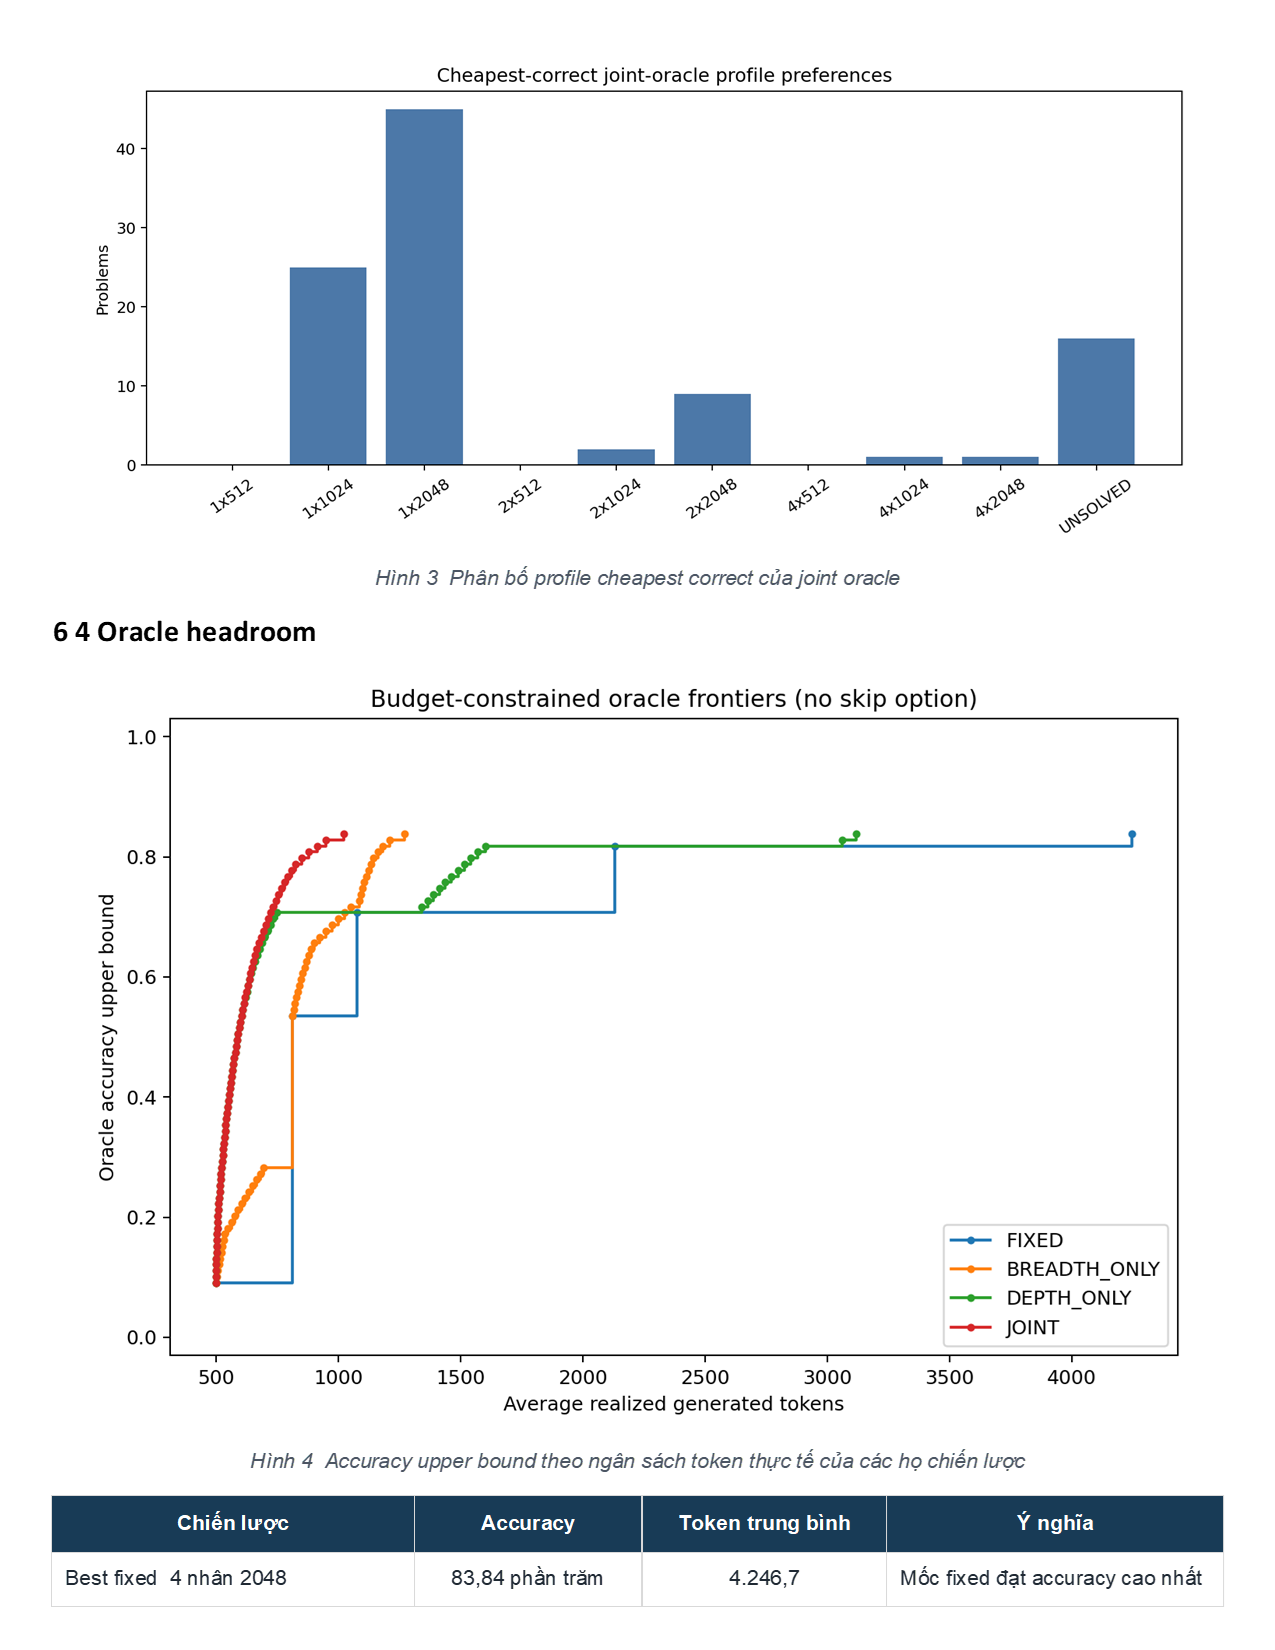 Cheapest-correct joint-oracle profile preferences
Problems
40
30
20
10
0
1x512
1x1024
1x2048
2x512
2x1024
2x2048
4x512
4x1024
4x2048
UNSOLVED
Hình 3 Phân bố profile cheapest correct của joint oracle
6 4 Oracle headroom
Budget-constrained oracle frontiers (no skip option)
Oracle accuracy upper bound
1.0
0.8
0.6
0.4
0.2
0.0
FIXED
BREADTH_ONLY
DEPTH_ONLY
JOINT
500 1000 1500 2000 2500 3000 3500 4000
Average realized generated tokens
Hình 4 Accuracy upper bound theo ngân sách token thực tế của các họ chiến lược
Chiến lược Accuracy Token trung bình Ý nghĩa
Best fixed 4 nhân 2048 83,84 phần trăm 4.246,7 Mốc fixed đạt accuracy cao nhất